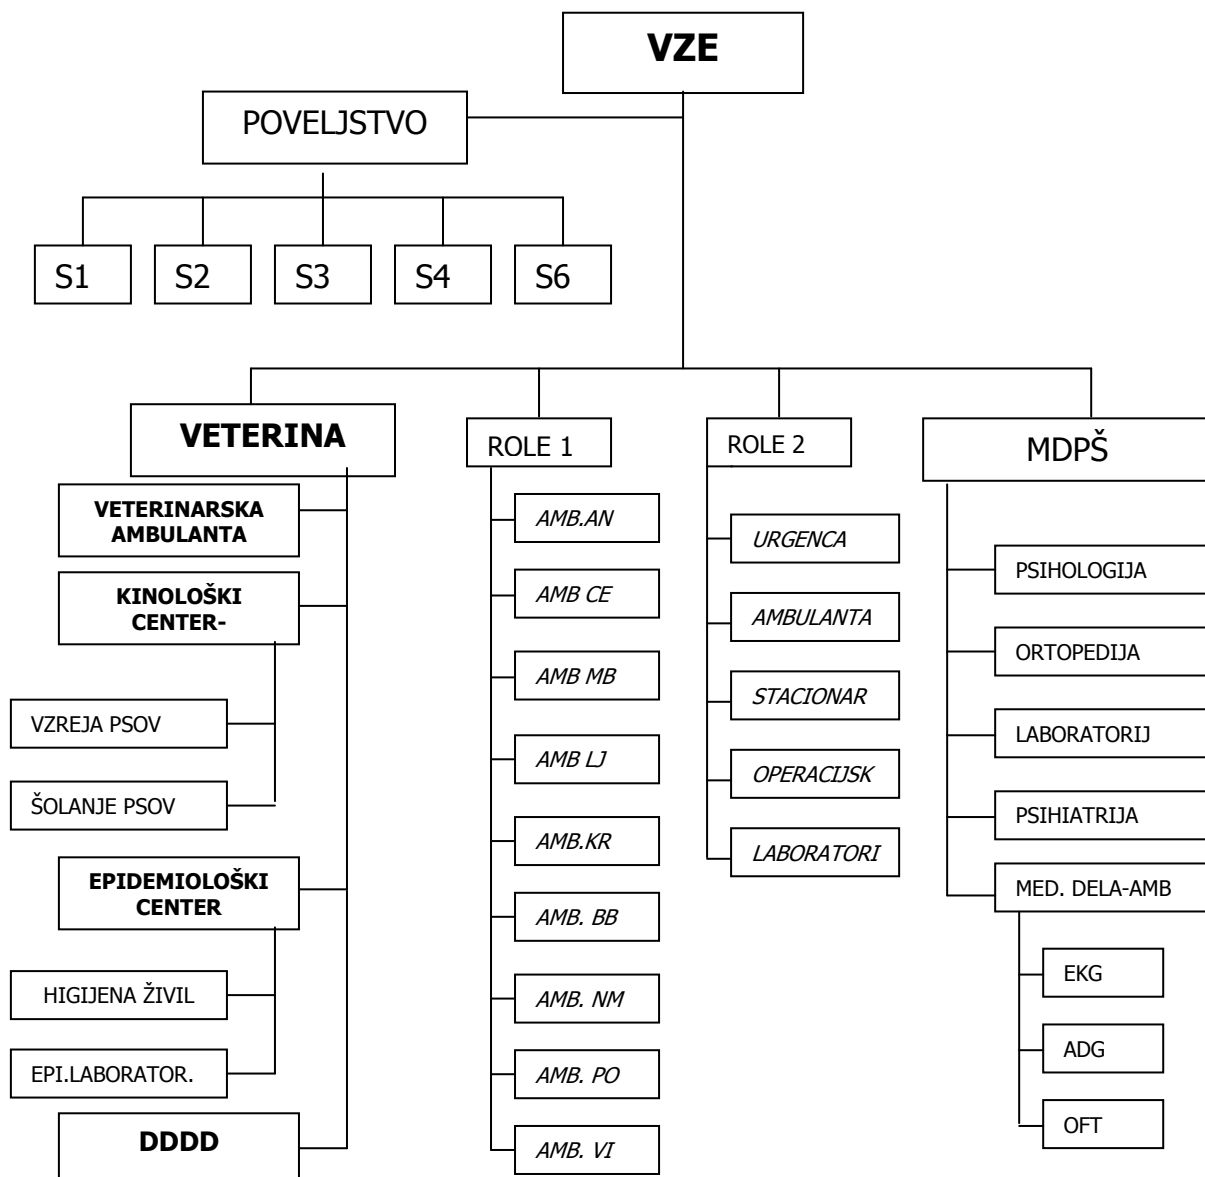 VZE
POVELJSTVO
S1
S2
S3
S4
S6
VETERINA
VETERINARSKA
AMBULANTA
KINOLOŠKI
CENTER-
VZREJA PSOV
ŠOLANJE PSOV
EPIDEMIOLOŠKI
CENTER
HIGIJENA ŽIVIL
EPI.LABORATOR.
DDDD
ROLE 1
AMB.AN
AMB CE
AMB MB
AMB LJ
AMB.KR
AMB. BB
AMB. NM
AMB. PO
AMB. VI
ROLE 2
URGENCA
AMBULANTA
STACIONAR
OPERACIJSK
LABORATORI
MDPŠ
PSIHOLOGIJA
ORTOPEDIJA
LABORATORIJ
PSIHIATRIJA
MED. DELA-AMB
EKG
ADG
OFT